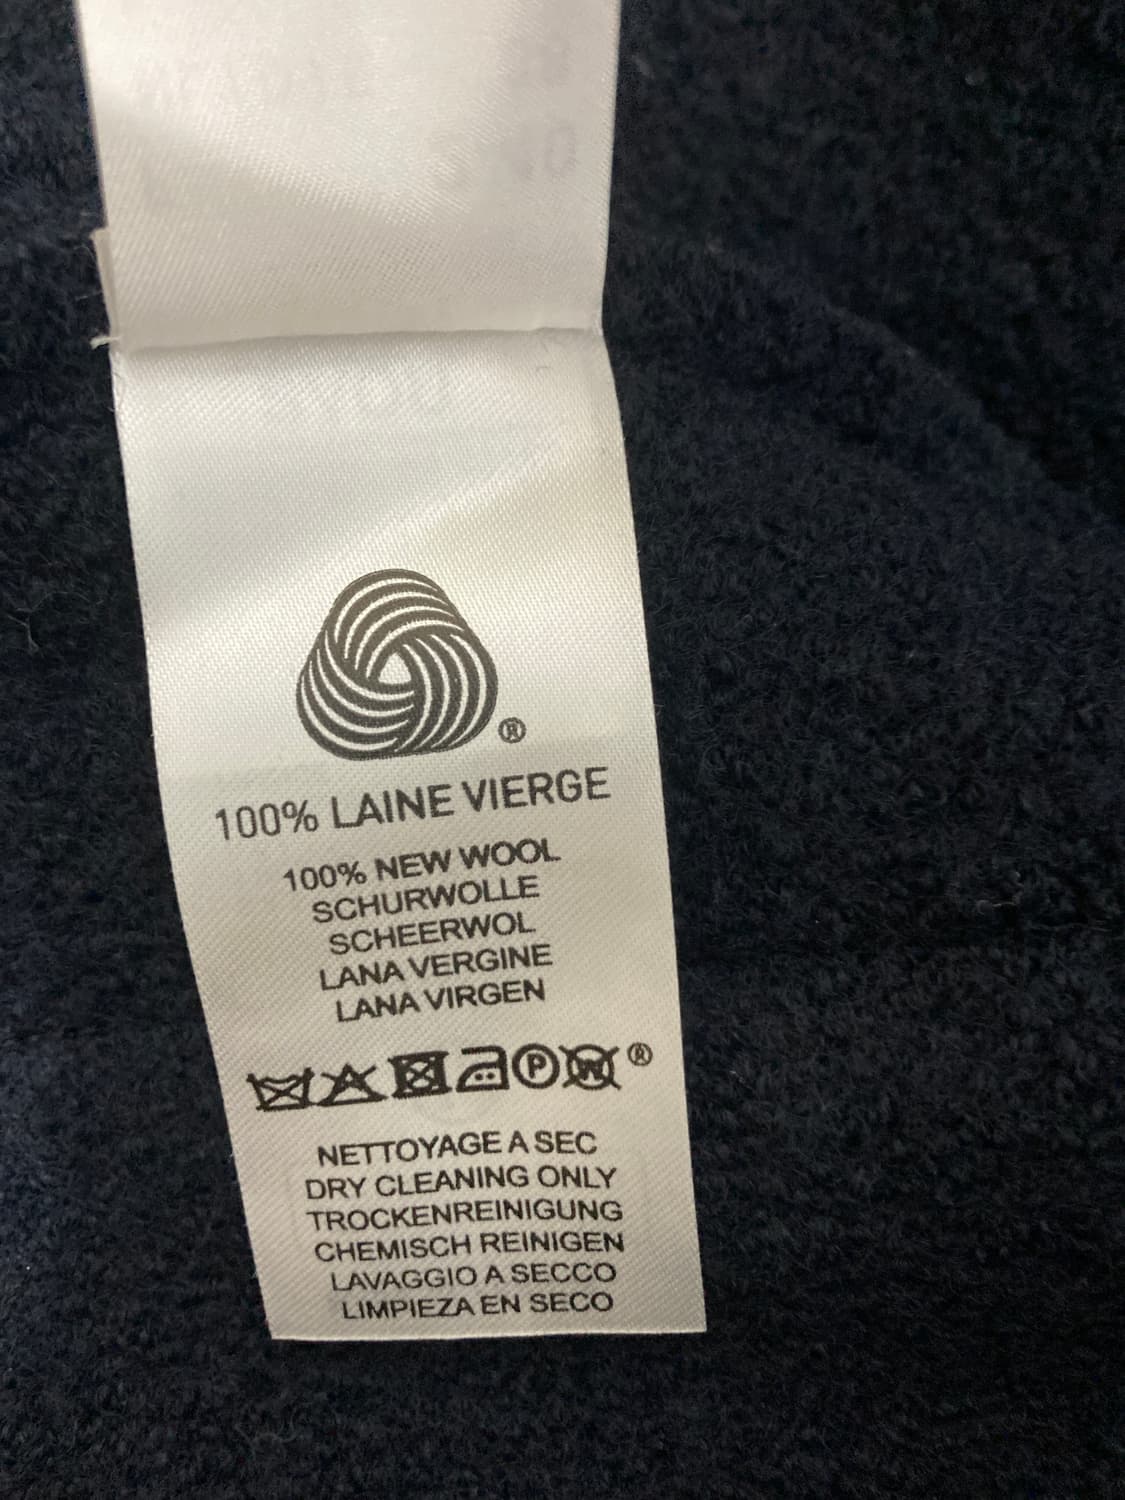 ®
100% LAINE VIERGE
100% NEW WOOL
SCHURWOLLE
SCHEERWOL
LANA VERGINE
LANA VIRGEN
P W ®
NETTOYAGE A SEC
DRY CLEANING ONLY
TROCKENREINIGUNG
CHEMISCH REINIGEN
LAVAGGIO A SECCO
LIMPIEZA EN SECO